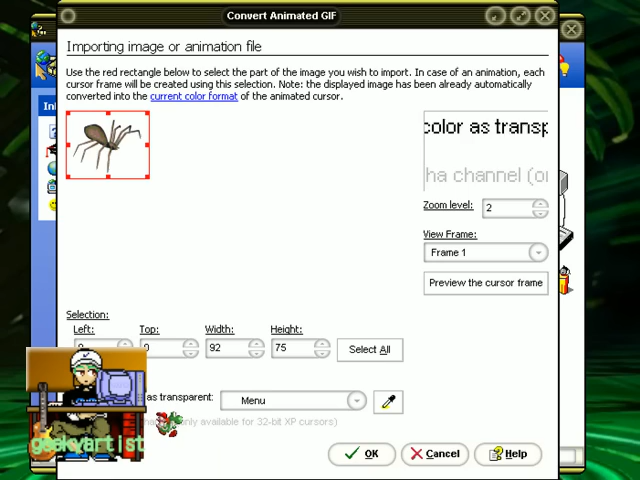 Convert Animated GIF
Importing image or animation file
Use the red rectangle below to select the part of the image you wish to import. In case of an animation, each
cursor frame will be created using this selection. Note: the displayed image has been already automatically
converted into the current color format of the animated cursor.
color as transp
ha channel (or
Zoom level:
2
View Frame:
Frame 1
Preview the cursor frame
Selection:
Left:
Top:
Width:
Height:
0
0
92
75
Select All
as transparent:
Menu
only available for 32-bit XP cursors)
geekyartist
OK
Cancel
Help